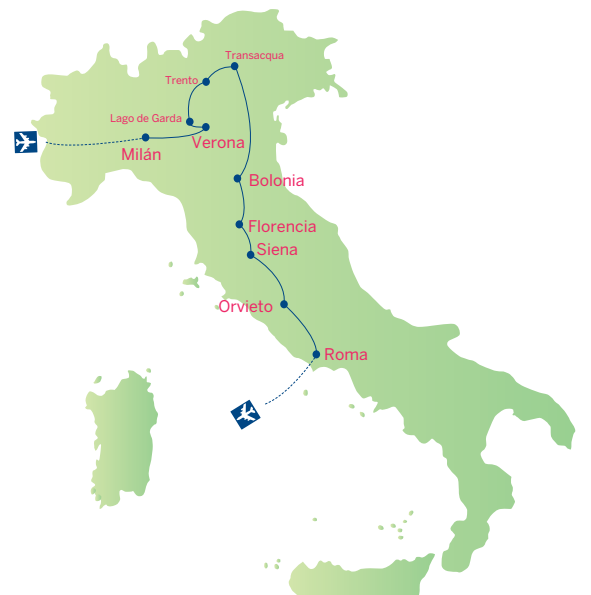 Transacqua
Trento
Lago de Garda
Verona
Milán
Bolonia
Florencia
Siena
Orvieto
Roma